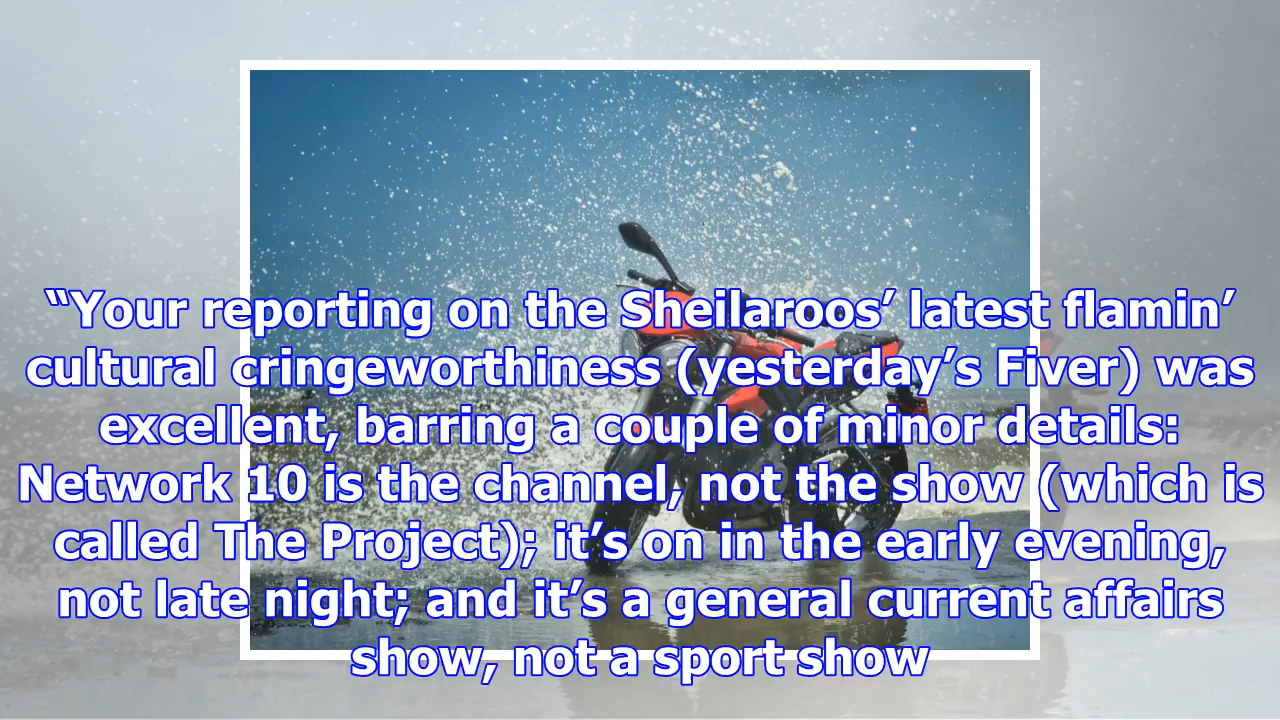 “Your reporting on the Sheilaroos’ latest flamin’
cultural cringeworthiness (yesterday’s Fiver) was
excellent, barring a couple of minor details:
Network 10 is the channel, not the show (which is
called The Project); it’s on in the early evening,
not late night; and it’s a general current affairs
show, not a sport show